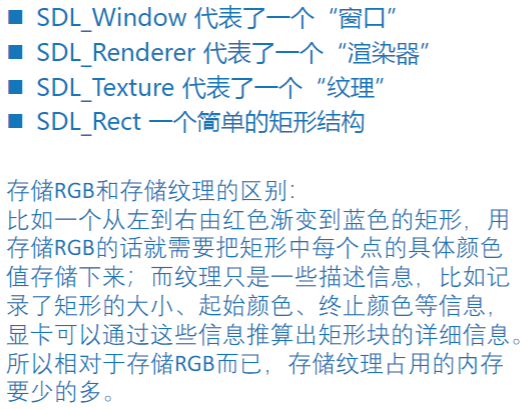 ■ SDL_Window 代表了一个“窗口”
■ SDL_Renderer 代表了一个“渲染器”
■ SDL_Texture 代表了一个“纹理”
■ SDL_Rect 一个简单的矩形结构
存储RGB和存储纹理的区别：
比如一个从左到右由红色渐变到蓝色的矩形，用
存储RGB的话就需要把矩形中每个点的具体颜色
值存储下来；而纹理只是一些描述信息，比如记
录了矩形的大小、起始颜色、终止颜色等信息，
显卡可以通过这些信息推算出矩形块的详细信息。
所以相对于存储RGB而已，存储纹理占用的内存
要少的多。